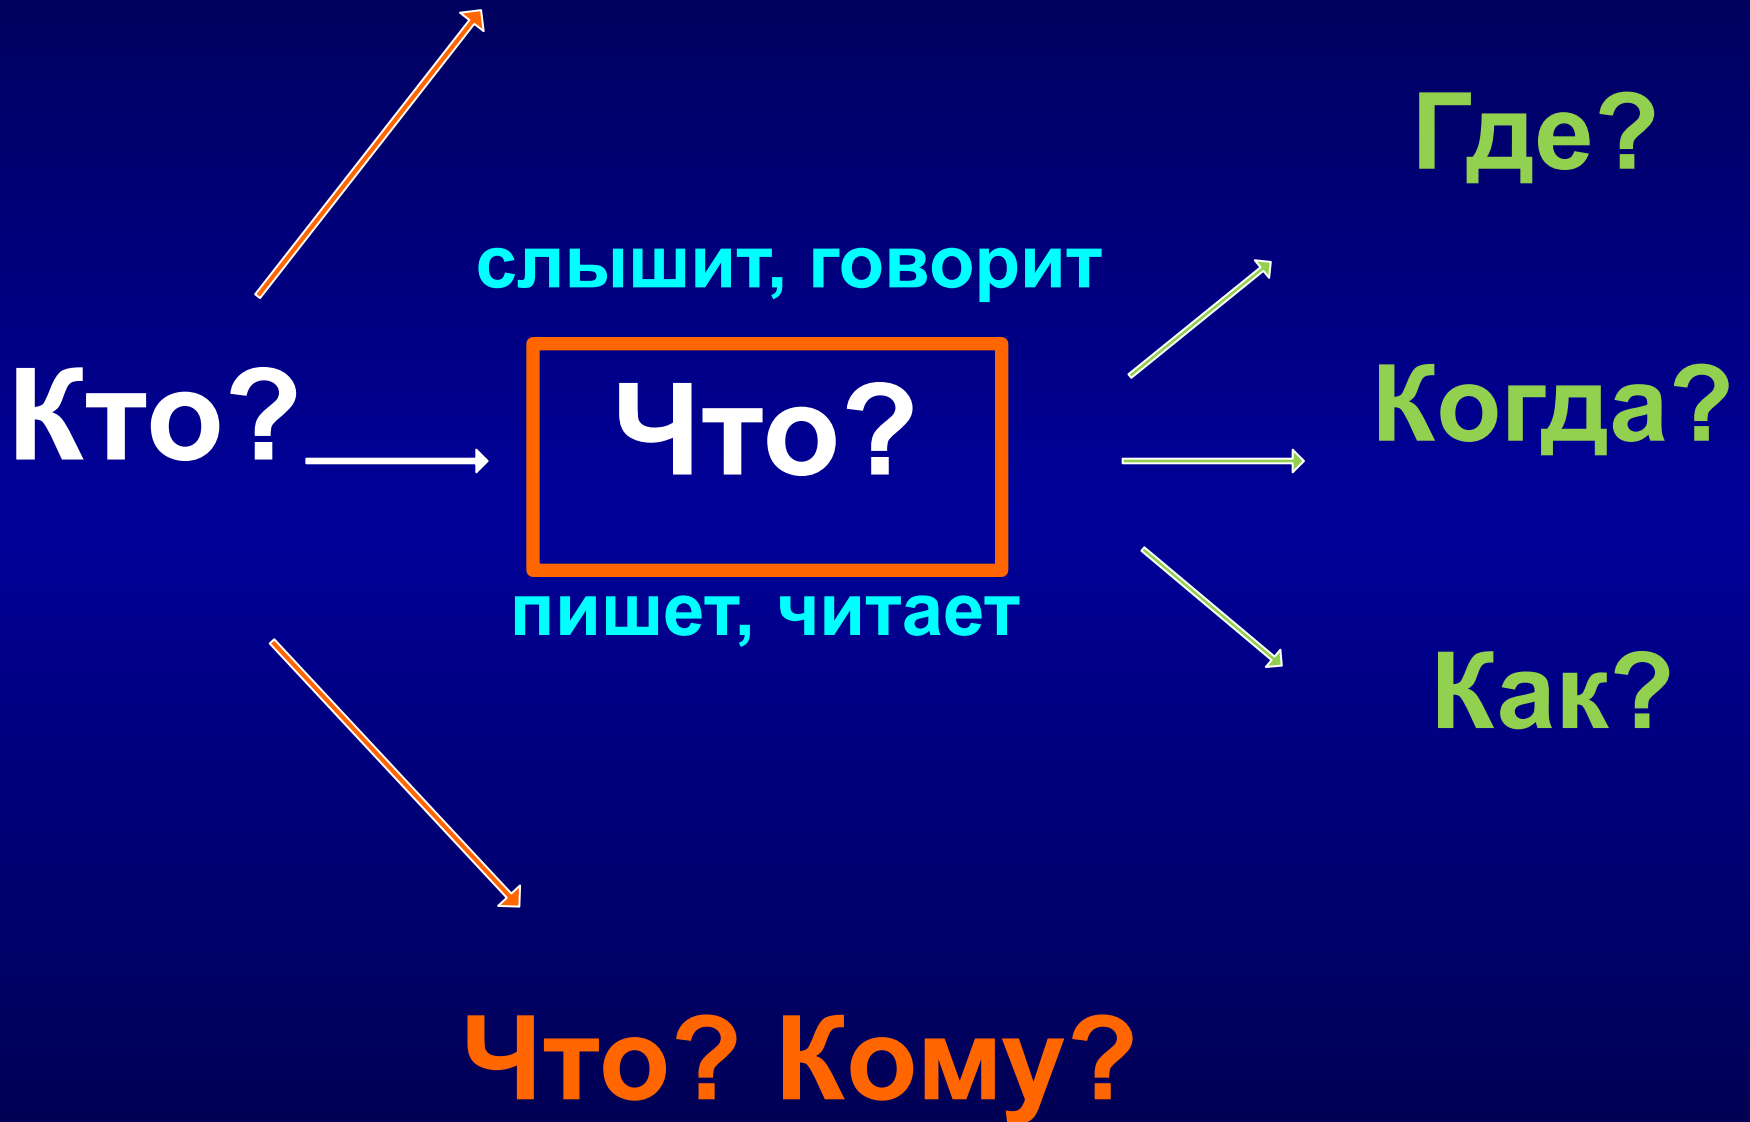 Где?
слышит, говорит
Кто?
Что?
Когда?
пишет, читает
Как?
Что? Кому?